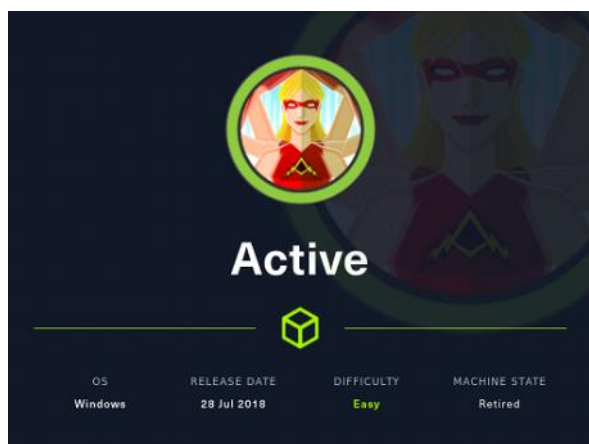 Active
OS RELEASE DATE DIFFICULTY MACHINE STATE
Windows 28 Jul 2018 Easy Retired